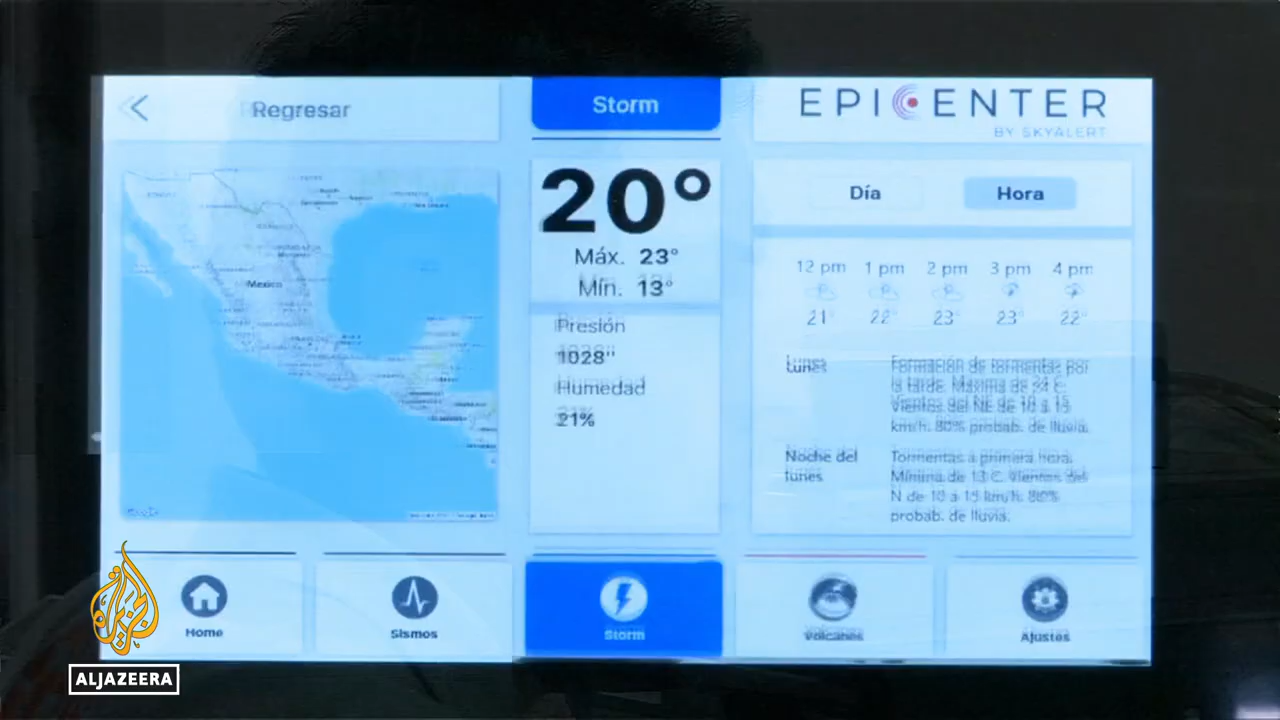 Regresar
Storm
EPICENTER
BY SKYALERT
20°
Máx. 23°
Mín. 13°
Presión
1028"
Humedad
21%
Día
Hora
12 pm 1 pm 2 pm 3 pm 4 pm
21° 22° 23° 23° 22°
Lunes
Formación de tormentas por
la tarde. Máxima de 24 C.
Vientos del NE de 10 a 15
km/h. 80% probab. de lluvia.
Noche del
lunes
Tormentas a primera hora.
Mínima de 13 C. Vientos del
N de 10 a 15 km/h. 80%
probab. de lluvia.
Mexico
Home
Sismos
Storm
Volcanes
Ajustes
الجزيرة
ALJAZEERA